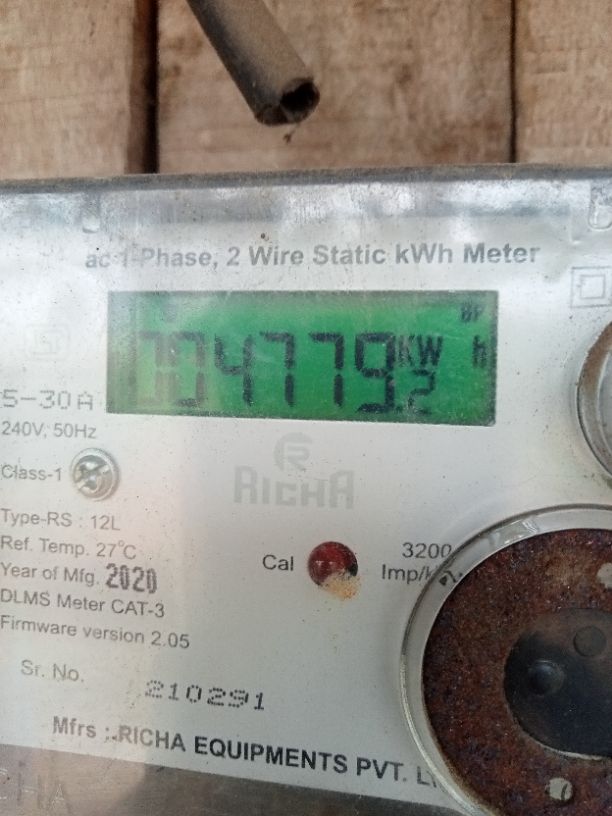 ac 1-Phase, 2 Wire Static kWh Meter
BP
004779.2 KW h
5-30A
240V, 50Hz
Class-1
RICHA
Type-RS : 12L
Ref. Temp. 27°C
Cal
3200
Imp/k
Year of Mfg. 2020
DLMS Meter CAT-3
Firmware version 2.05
Sr. No. 210291
Mfrs :-RICHA EQUIPMENTS PVT. L